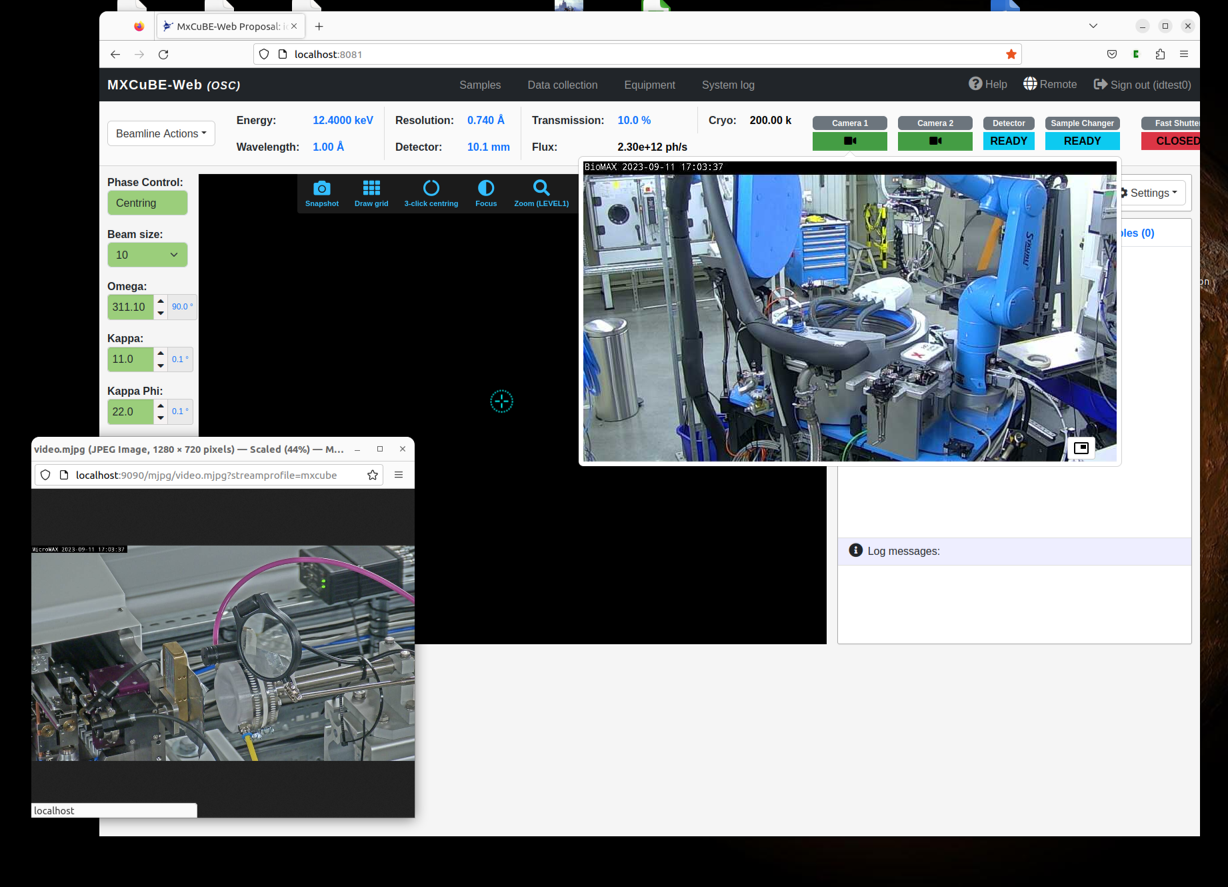 MxCuBE-Web Proposal: i
localhost:8081
MXCuBE-Web (OSC)
Samples
Data collection
Equipment
System log
Help
Remote
Sign out (idtest0)
Beamline Actions
Energy: 12.4000 keV
Wavelength: 1.00 Å
Resolution: 0.740 Å
Detector: 10.1 mm
Transmission: 10.0 %
Flux: 2.30e+12 ph/s
Cryo: 200.00 k
Camera 1
Camera 2
Detector
READY
Sample Changer
READY
Fast Shutte
CLOSED
Phase Control:
Centring
Beam size:
10
Omega:
311.10 90.0 °
Kappa:
11.0 0.1 °
Kappa Phi:
22.0 0.1 °
Snapshot
Draw grid
3-click centring
Focus
Zoom (LEVEL1)
BioMAX 2023-09-11 17:03:37
Settings
ples (0)
on
Log messages:
video.mjpg (JPEG Image, 1280 × 720 pixels) — Scaled (44%) — M…
localhost:9090/mjpg/video.mjpg?streamprofile=mxcube
MicroMAX 2023-09-11 17:03:37
localhost